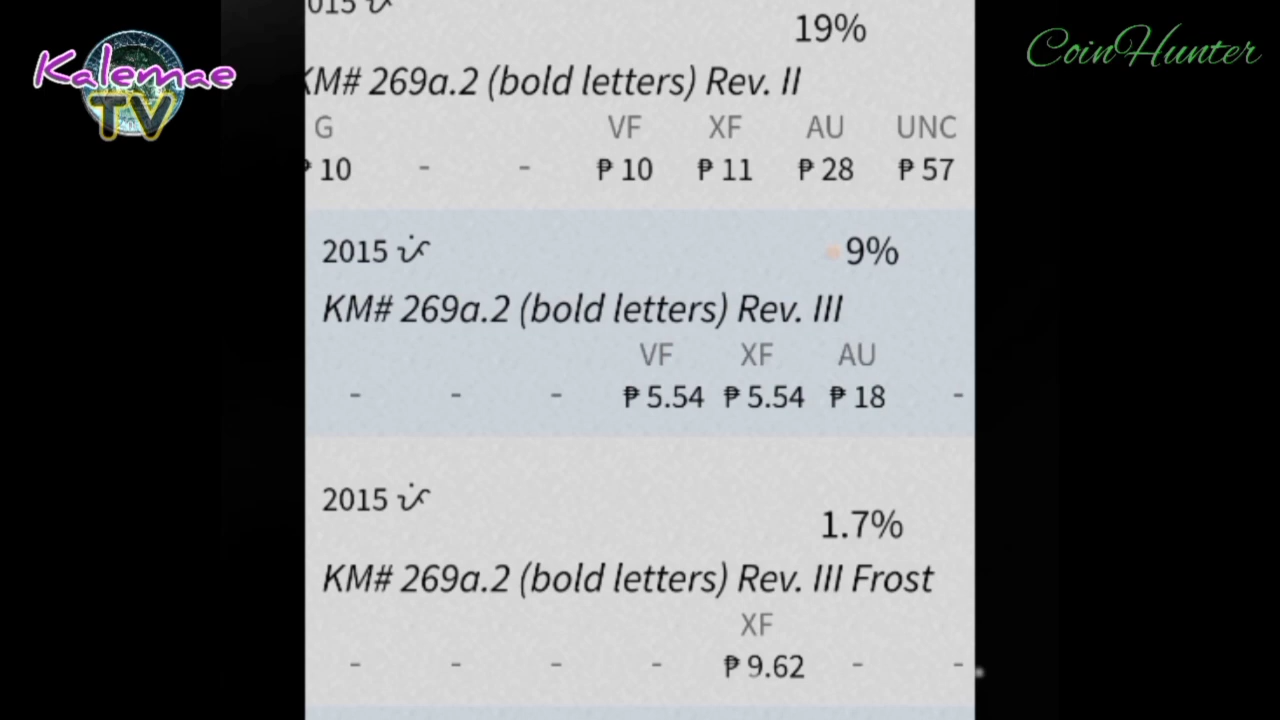 Kalemae
TV
CoinHunter
015 ᜊ᜔ᜐ᜔ᜉ᜔
19%
KM# 269a.2 (bold letters) Rev. II
G VF XF AU UNC
₱ 10 - - ₱ 10 ₱ 11 ₱ 28 ₱ 57
2015
9%
KM# 269a.2 (bold letters) Rev. III
VF XF AU
- - - ₱ 5.54 ₱ 5.54 ₱ 18 -
2015
1.7%
KM# 269a.2 (bold letters) Rev. III Frost
XF
- - - - ₱ 9.62 - -